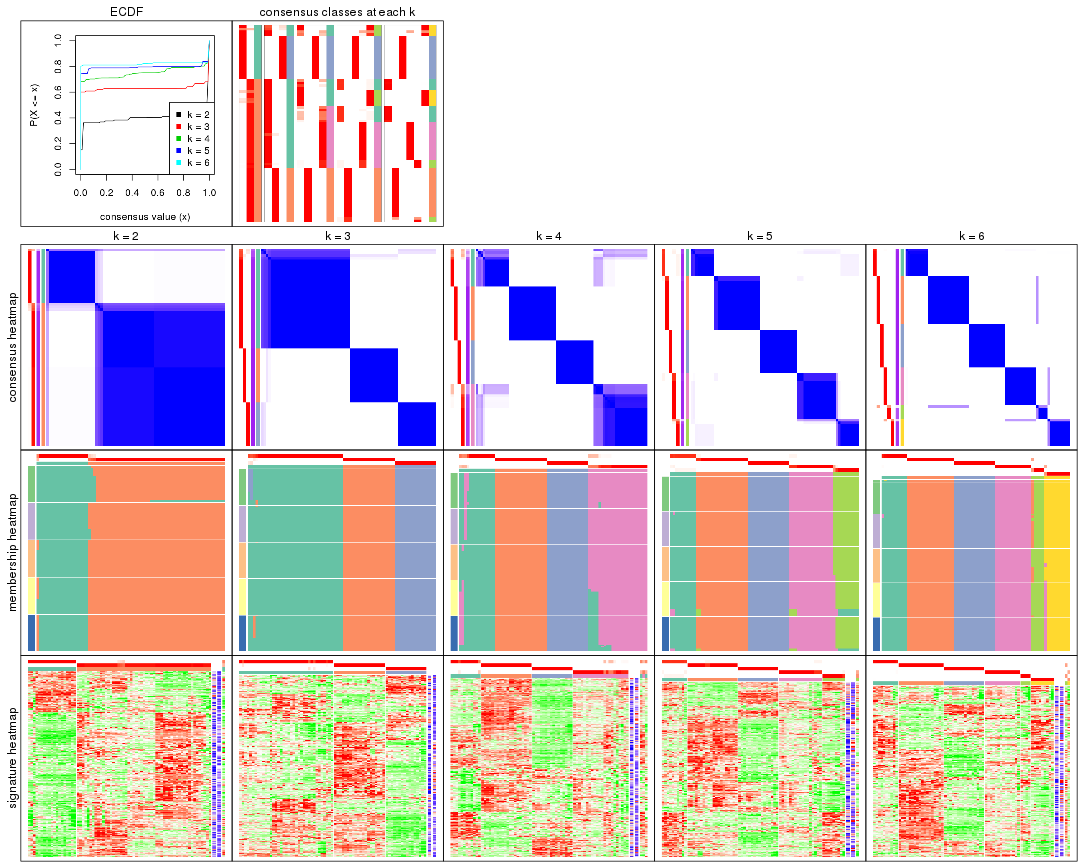 ECDF
consensus classes at each k
P(X <= x)
0.0
0.2
0.4
0.6
0.8
1.0
k = 2
k = 3
k = 4
k = 5
k = 6
0.0 0.2 0.4 0.6 0.8 1.0
consensus value (x)
k = 2
k = 3
k = 4
k = 5
k = 6
consensus heatmap
membership heatmap
signature heatmap